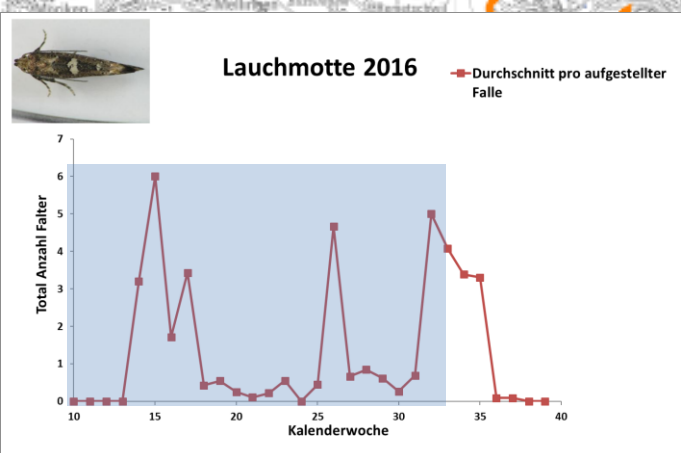 Lauchmotte 2016
Durchschnitt pro aufgestellter
Falle
Total Anzahl Falter
7
6
5
4
3
2
1
0
10 15 20 25 30 35 40
Kalenderwoche